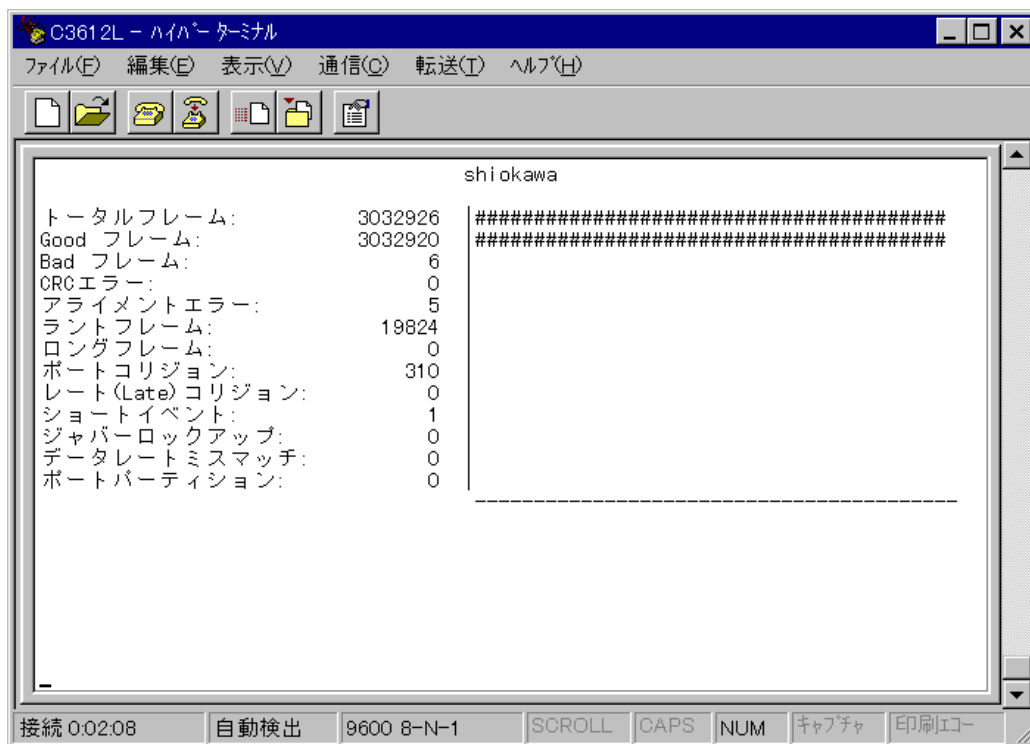 C3612L - ﾊｲﾊﾟｰ ﾀｰﾐﾅﾙ
ﾌｧｲﾙ(F) 編集(E) 表示(V) 通信(C) 転送(T) ﾍﾙﾌﾟ(H)
shiokawa
トータルフレーム: 3032926 |########################################
Good フレーム: 3032920 |########################################
Bad フレーム: 6
CRCエラー: 0
アライメントエラー: 5
ラントフレーム: 19824
ロングフレーム: 0
ポートコリジョン: 310
レート(Late)コリジョン: 0
ショートイベント: 1
ジャバーロックアップ: 0
データレートミスマッチ: 0
ポートパーティション: 0
接続 0:02:08 自動検出 9600 8-N-1 SCROLL CAPS NUM ｷｬﾌﾟﾁｬ 印刷ｴｺｰ